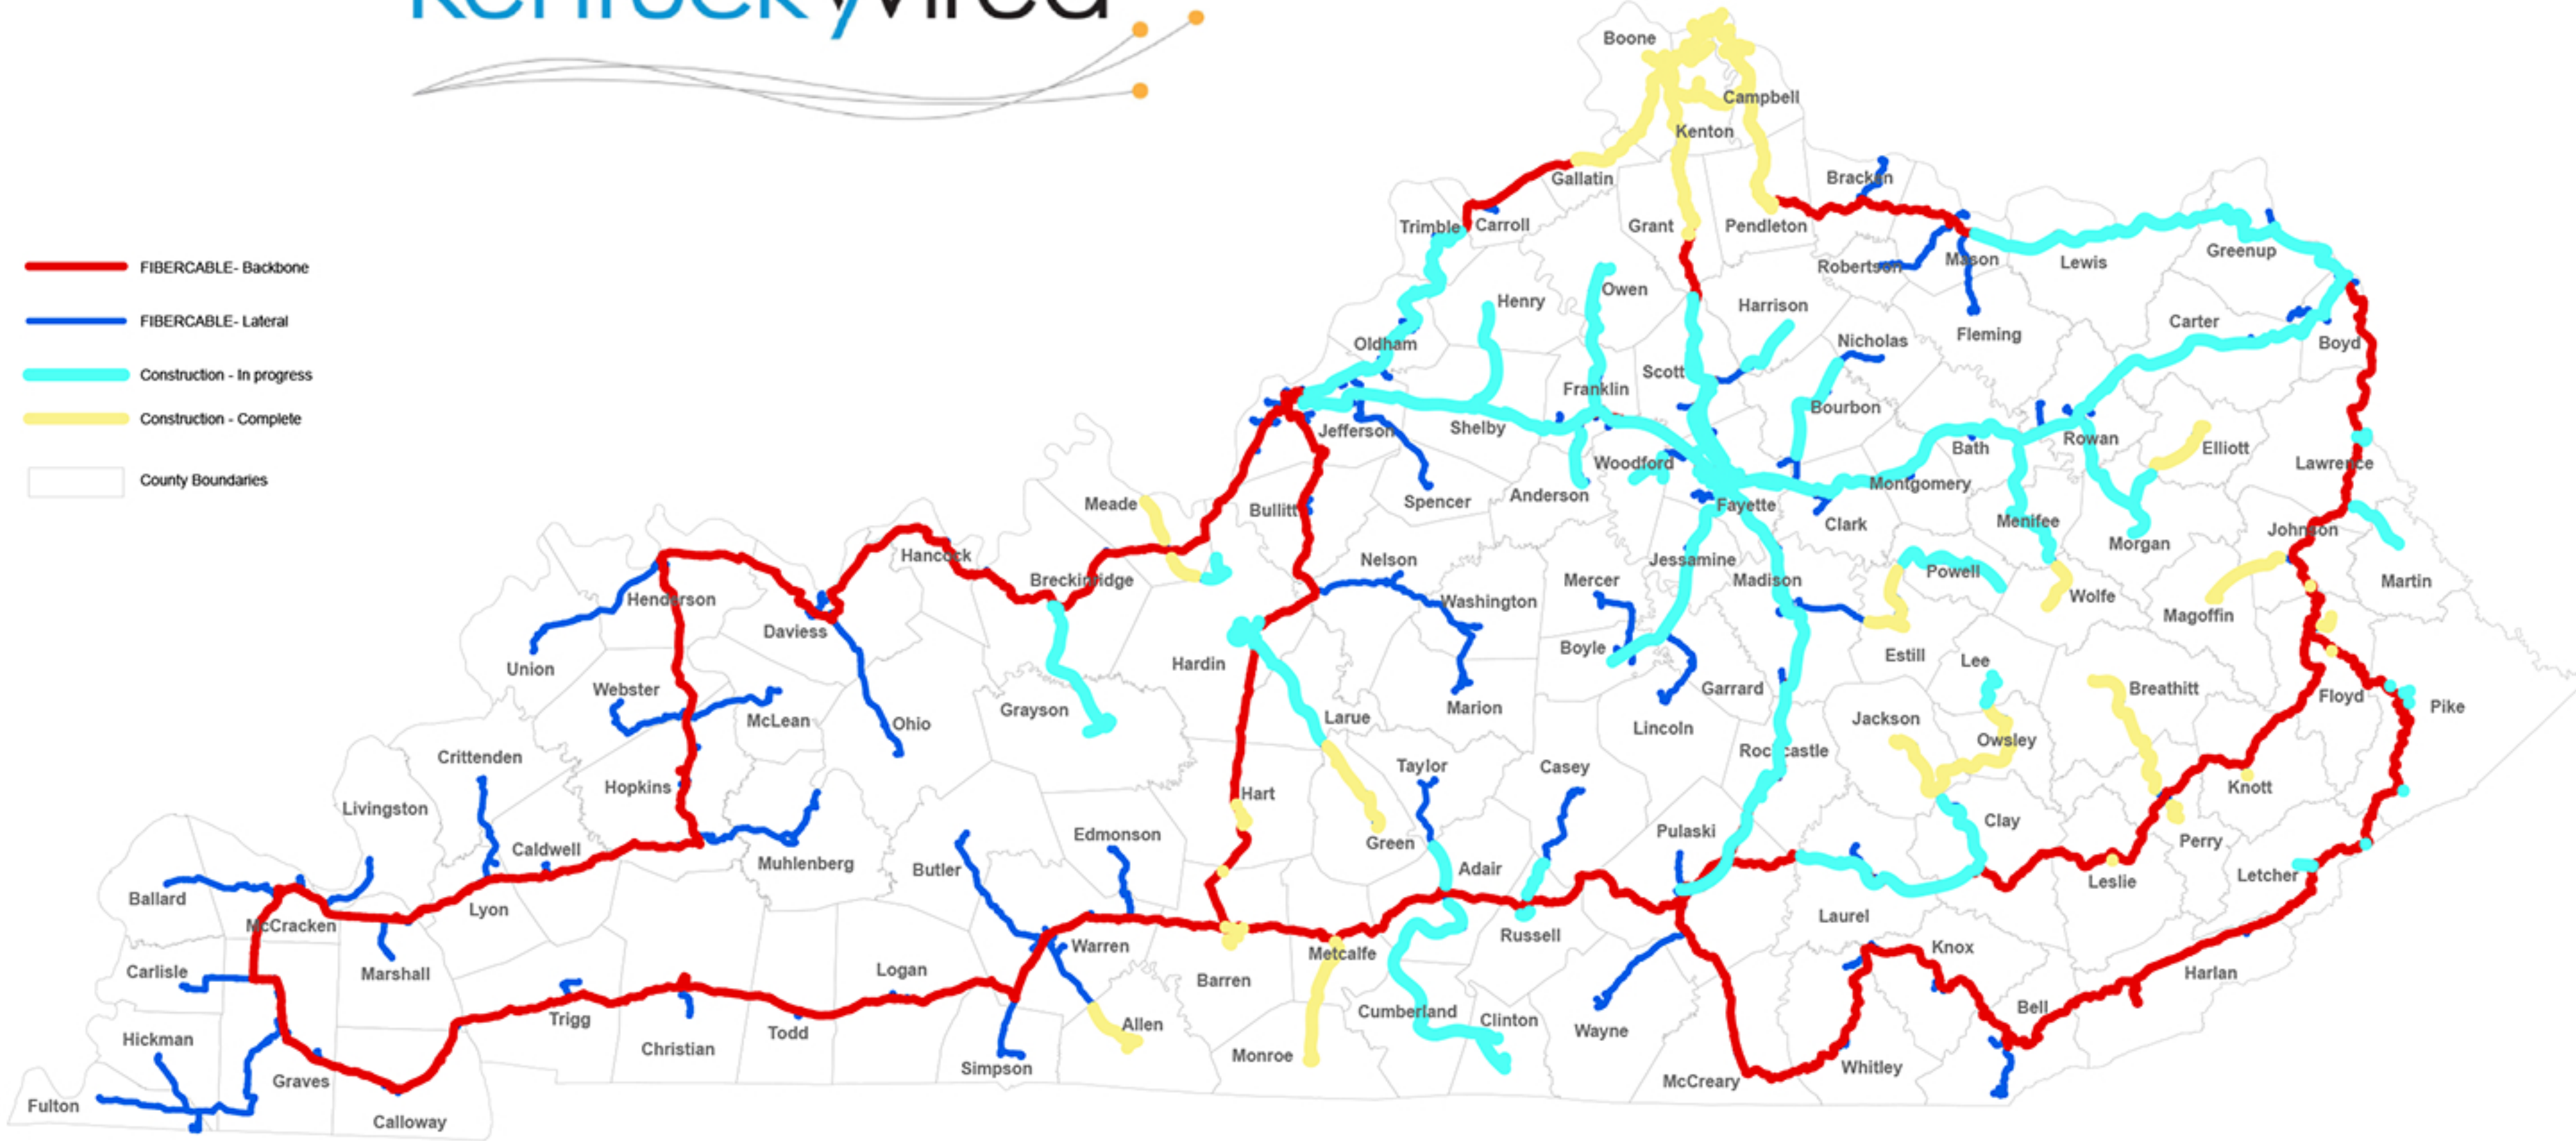 KentuckyWired
Boone
Campbell
Kenton
Gallatin
Bracken
Trimble
Carroll
Grant
Pendleton
Robertson
Mason
Lewis
Greenup
FIBERCABLE- Backbone
FIBERCABLE- Lateral
Construction - In progress
Construction - Complete
County Boundaries
Henry
Owen
Harrison
Fleming
Carter
Boyd
Oldham
Nicholas
Scott
Franklin
Bourbon
Jefferson
Shelby
Bath
Rowan
Elliott
Woodford
Lawrence
Meade
Spencer
Anderson
Montgomery
Bullitt
Fayette
Clark
Menifee
Johnson
Morgan
Hancock
Nelson
Jessamine
Breckinridge
Mercer
Madison
Powell
Martin
Henderson
Washington
Wolfe
Magoffin
Daviess
Boyle
Estill
Lee
Union
Hardin
Webster
Garrard
Breathitt
Floyd
Grayson
Marion
Pike
McLean
Ohio
Larue
Lincoln
Jackson
Owsley
Crittenden
Rockcastle
Taylor
Casey
Hopkins
Hart
Knott
Livingston
Clay
Edmonson
Pulaski
Green
Perry
Caldwell
Muhlenberg
Butler
Adair
Letcher
Ballard
Leslie
Lyon
McCracken
Laurel
Russell
Warren
Metcalfe
Knox
Carlisle
Marshall
Logan
Barren
Harlan
Bell
Cumberland
Clinton
Trigg
Allen
Wayne
Todd
Hickman
Christian
Monroe
Simpson
Whitley
Graves
McCreary
Fulton
Calloway